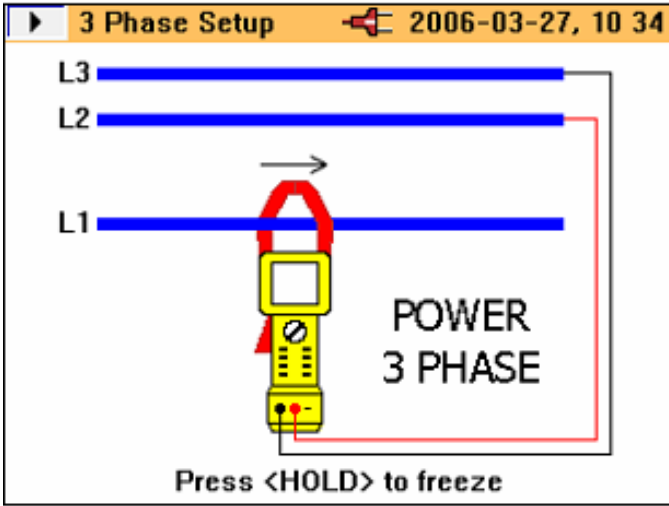 3 Phase Setup 2006-03-27, 10 34
L3
L2
L1
POWER
3 PHASE
Press <HOLD> to freeze